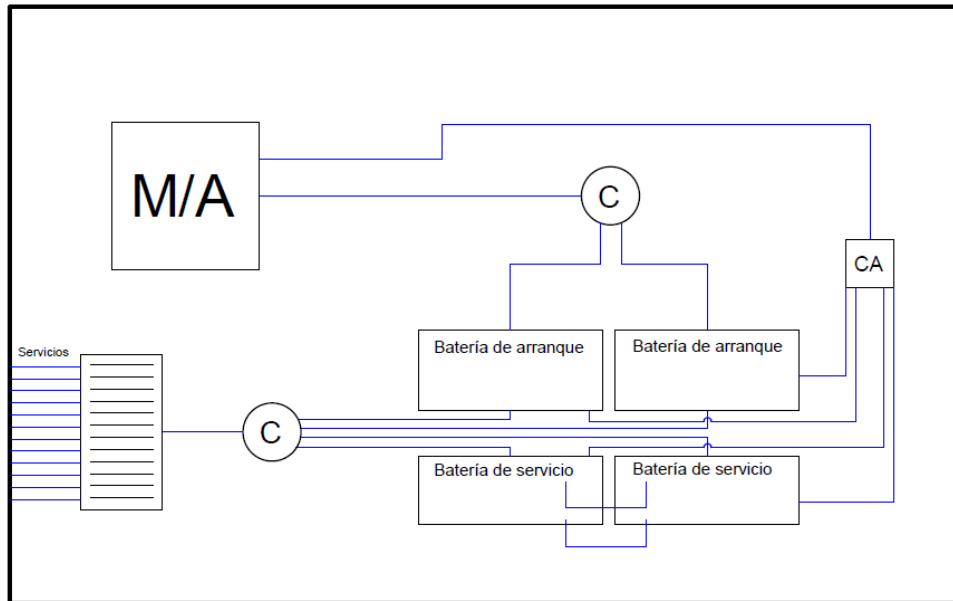 M/A
C
CA
Batería de arranque
Batería de arranque
Servicios
C
Batería de servicio
Batería de servicio